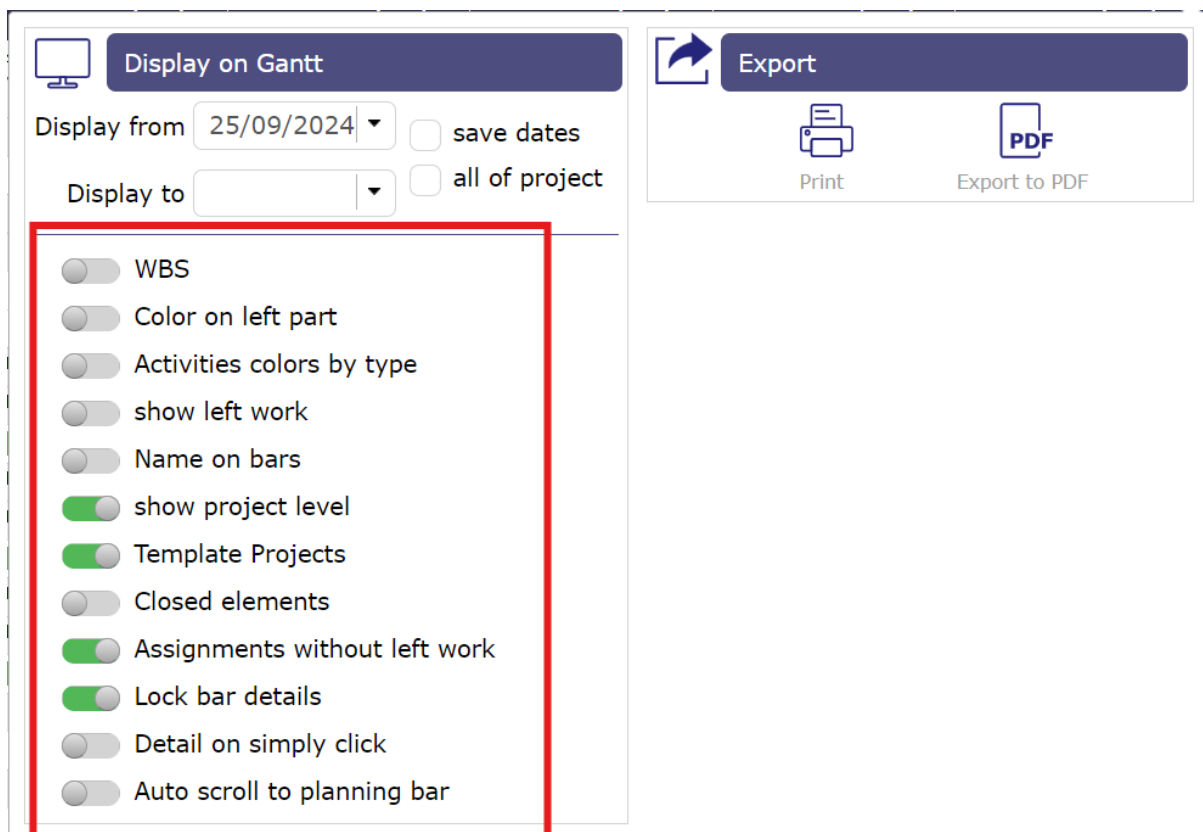 Display on Gantt
Display from 25/09/2024 save dates
Display to all of project
WBS
Color on left part
Activities colors by type
show left work
Name on bars
show project level
Template Projects
Closed elements
Assignments without left work
Lock bar details
Detail on simply click
Auto scroll to planning bar
Export
PDF
Print Export to PDF